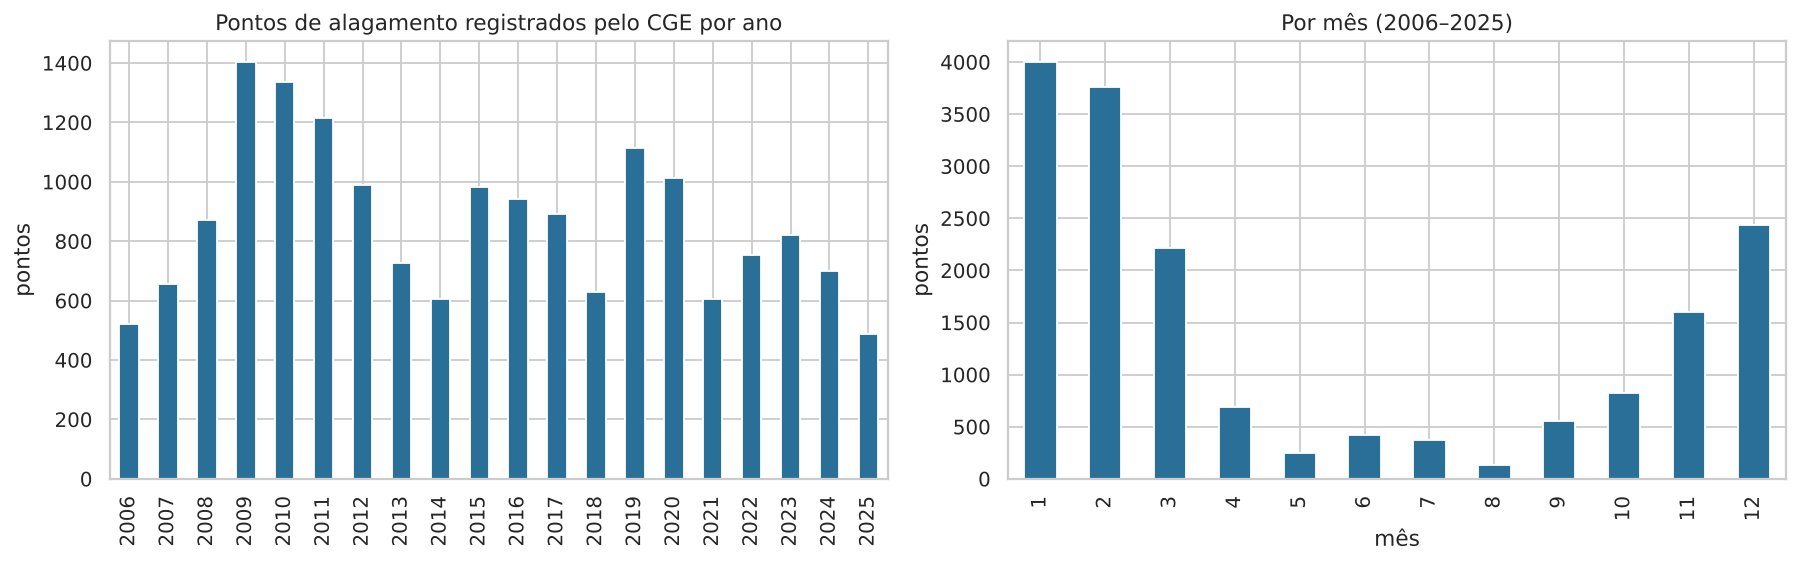 Pontos de alagamento registrados pelo CGE por ano
pontos
1400
1200
1000
800
600
400
200
0
2006 2007 2008 2009 2010 2011 2012 2013 2014 2015 2016 2017 2018 2019 2020 2021 2022 2023 2024 2025
Por mês (2006–2025)
pontos
4000
3500
3000
2500
2000
1500
1000
500
0
1 2 3 4 5 6 7 8 9 10 11 12
mês